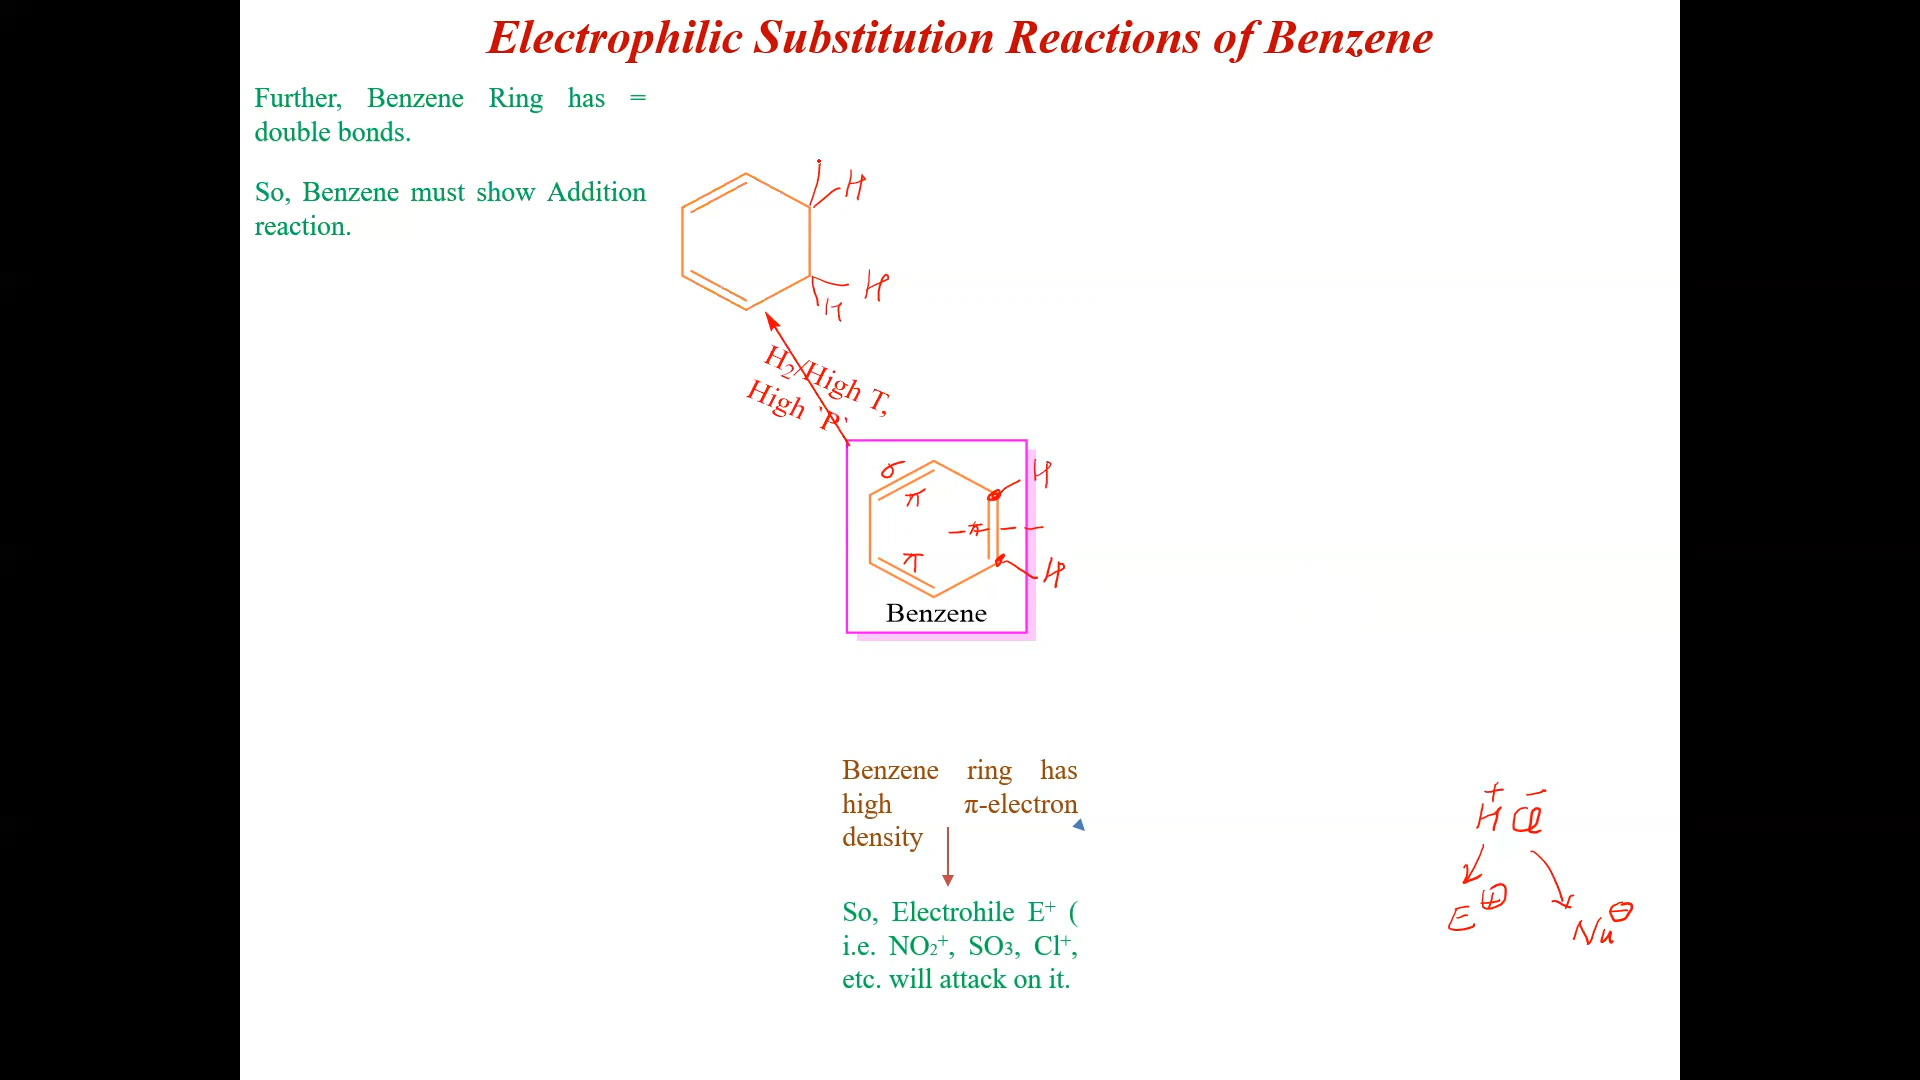 Electrophilic Substitution Reactions of Benzene
Further, Benzene Ring has =
double bonds.
So, Benzene must show Addition
reaction.
H
H
H
H₂/High T,
High `P`
σ
H
π
π
π
H
Benzene
Benzene ring has
high π-electron
density
So, Electrohile E⁺ (
i.e. NO₂⁺, SO₃, Cl⁺,
etc. will attack on it.
+ −
H Cl
E⊕
Nu⊖